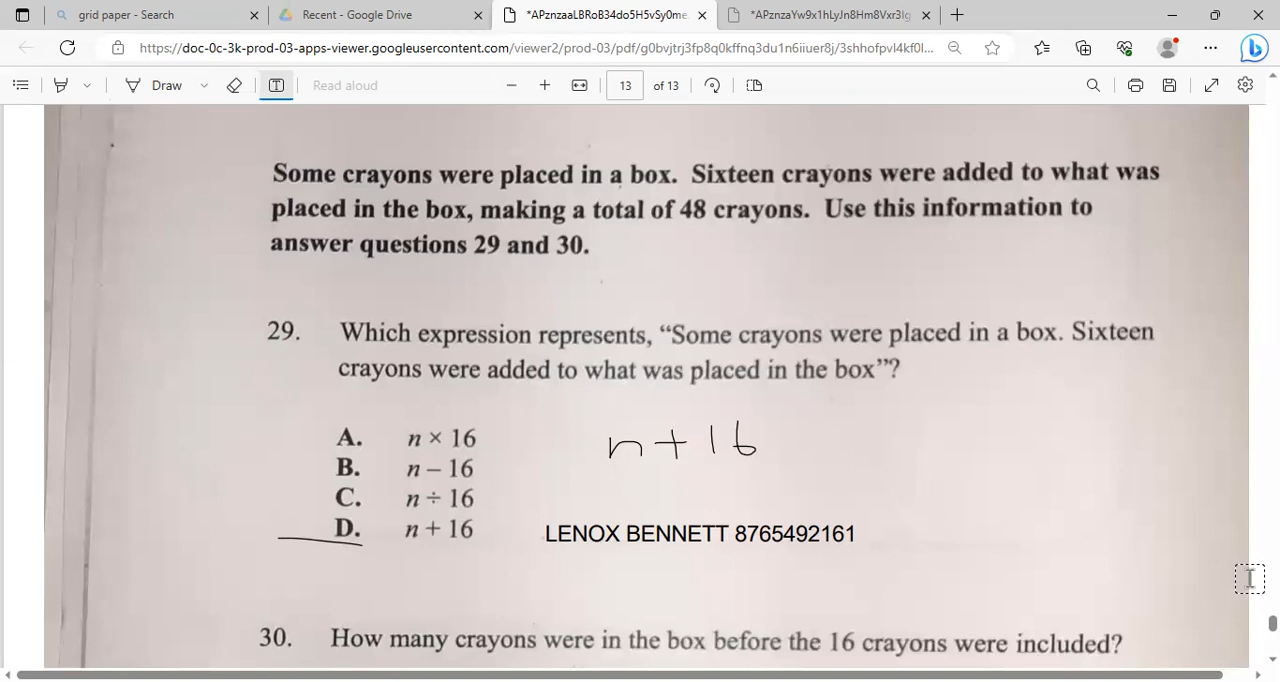 grid paper - Search
Recent - Google Drive
*APznzaaLBRoB34do5H5vSy0me
*APznzaYw9x1hLyJn8Hm8Vxr3Ig
https://doc-0c-3k-prod-03-apps-viewer.googleusercontent.com/viewer2/prod-03/pdf/g0bvjtrj3fp8q0kffnq3du1n6iiuer8j/3shhofpvl4kf0l...
Draw
Read aloud
13 of 13
Some crayons were placed in a box. Sixteen crayons were added to what was
placed in the box, making a total of 48 crayons. Use this information to
answer questions 29 and 30.
29. Which expression represents, “Some crayons were placed in a box. Sixteen
crayons were added to what was placed in the box”?
A. n × 16
n + 16
B. n – 16
C. n ÷ 16
D. n + 16
LENOX BENNETT 8765492161
30. How many crayons were in the box before the 16 crayons were included?